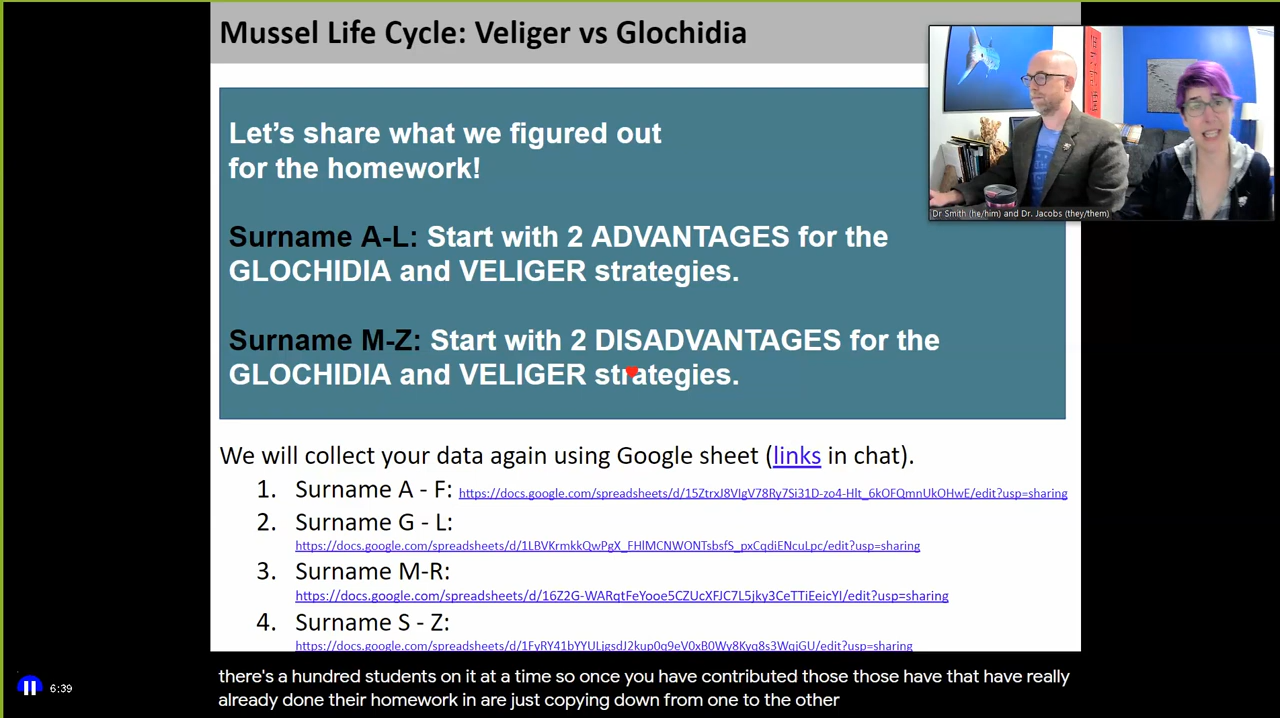 Mussel Life Cycle: Veliger vs Glochidia
Let's share what we figured out
for the homework!
Surname A-L: Start with 2 ADVANTAGES for the
GLOCHIDIA and VELIGER strategies.
Surname M-Z: Start with 2 DISADVANTAGES for the
GLOCHIDIA and VELIGER strategies.
We will collect your data again using Google sheet (links in chat).
1. Surname A - F: https://docs.google.com/spreadsheets/d/15ZtrxJ8VIgV78Ry7Si31D-zo4-Hlt_6kOFQmnUkOHwE/edit?usp=sharing
2. Surname G - L:
https://docs.google.com/spreadsheets/d/1LBVKrmkkQwPgX_FHlMCNWONTsbsfS_pxCqdiENcuLpc/edit?usp=sharing
3. Surname M-R:
https://docs.google.com/spreadsheets/d/16Z2G-WARqtFeYooe5CZUcXFJC7L5jky3CeTTiEeicYI/edit?usp=sharing
4. Surname S - Z:
https://docs.google.com/spreadsheets/d/1FyRY41bYYULjgsdJ2kup0q9eV0xB0Wy8Kyq8s3WqjGU/edit?usp=sharing
Dr Smith (he/him) and Dr. Jacobs (they/them)
there's a hundred students on it at a time so once you have contributed those those have that have really
already done their homework in are just copying down from one to the other
6:39